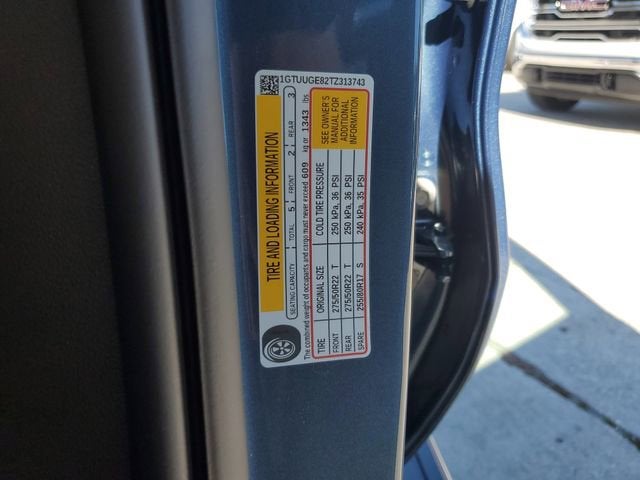 1GTUUGE82TZ313743
TIRE AND LOADING INFORMATION
SEATING CAPACITY TOTAL 5 FRONT 2 REAR 3
The combined weight of occupants and cargo must never exceed 609 kg or 1343 lbs
TIRE ORIGINAL SIZE COLD TIRE PRESSURE
FRONT 275/50R22 T 250 kPa, 36 PSI
REAR 275/50R22 T 250 kPa, 36 PSI
SPARE 255/80R17 S 240 kPa, 35 PSI
SEE OWNER'S
MANUAL FOR
ADDITIONAL
INFORMATION
GMC